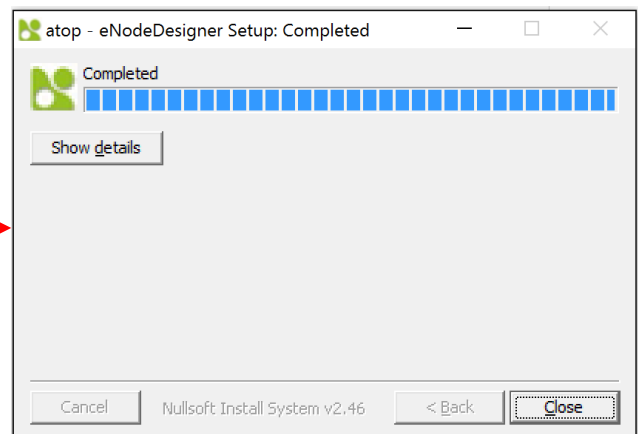 atop - eNodeDesigner Setup: Completed
Completed
Show details
Cancel
Nullsoft Install System v2.46
< Back
Close